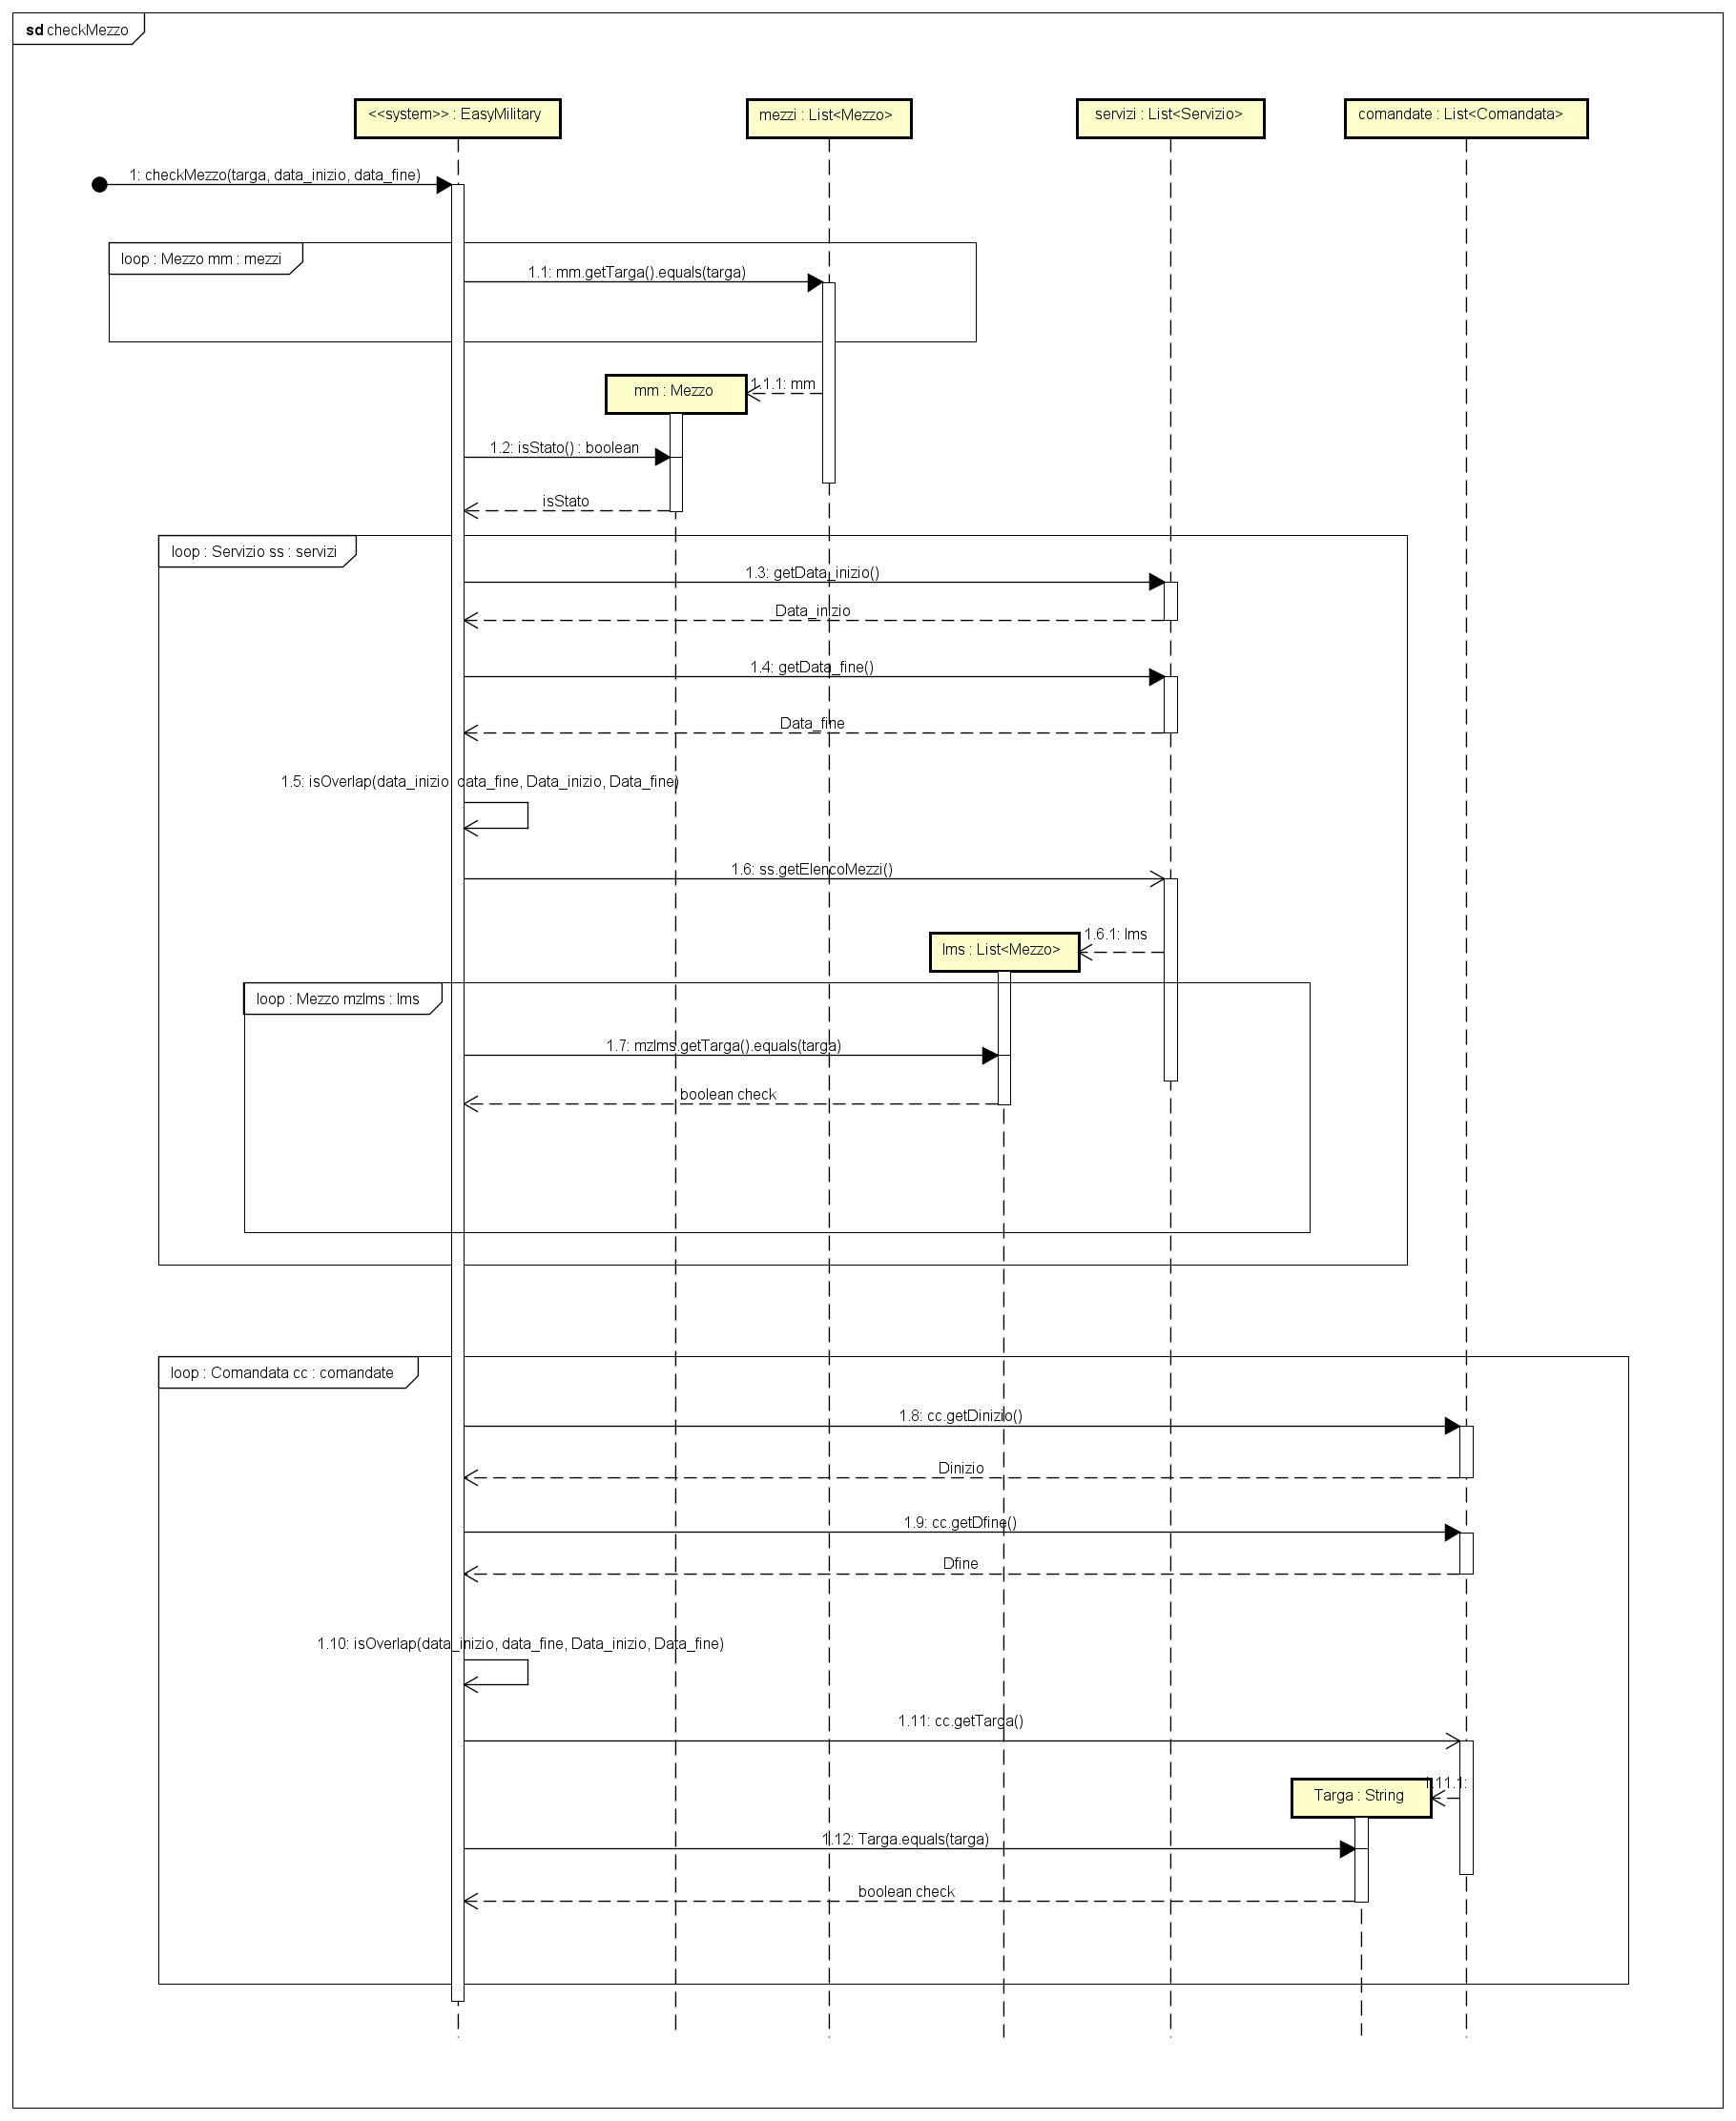 sd checkMezzo
<<system>> : EasyMilitary
mezzi : List<Mezzo>
servizi : List<Servizio>
comandate : List<Comandata>
1: checkMezzo(targa, data_inizio, data_fine)
loop : Mezzo mm : mezzi
1.1: mm.getTarga().equals(targa)
1.1.1: mm
mm : Mezzo
1.2: isStato() : boolean
isStato
loop : Servizio ss : servizi
1.3: getData_inizio()
Data_inizio
1.4: getData_fine()
Data_fine
1.5: isOverlap(data_inizio, data_fine, Data_inizio, Data_fine)
1.6: ss.getElencoMezzi()
1.6.1: lms
lms : List<Mezzo>
loop : Mezzo mzlms : lms
1.7: mzlms.getTarga().equals(targa)
boolean check
loop : Comandata cc : comandate
1.8: cc.getDinizio()
Dinizio
1.9: cc.getDfine()
Dfine
1.10: isOverlap(data_inizio, data_fine, Data_inizio, Data_fine)
1.11: cc.getTarga()
1.11.1:
Targa : String
1.12: Targa.equals(targa)
boolean check